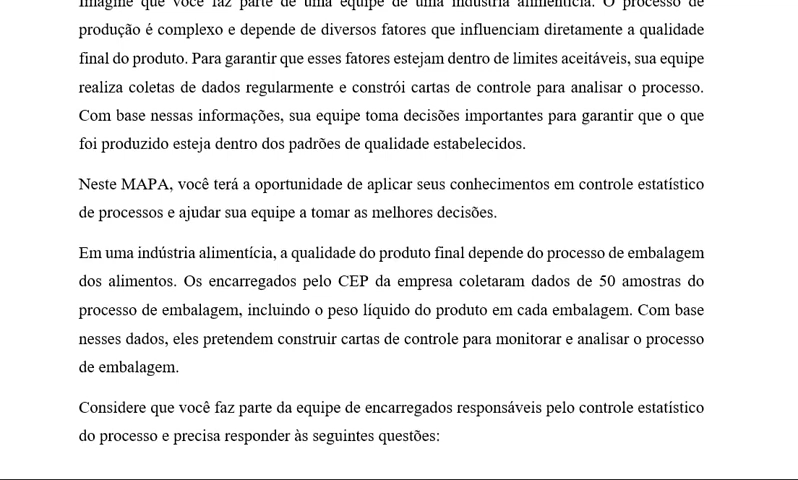 Imagine que você faz parte de uma equipe de uma indústria alimentícia. O processo de
produção é complexo e depende de diversos fatores que influenciam diretamente a qualidade
final do produto. Para garantir que esses fatores estejam dentro de limites aceitáveis, sua equipe
realiza coletas de dados regularmente e constrói cartas de controle para analisar o processo.
Com base nessas informações, sua equipe toma decisões importantes para garantir que o que
foi produzido esteja dentro dos padrões de qualidade estabelecidos.
Neste MAPA, você terá a oportunidade de aplicar seus conhecimentos em controle estatístico
de processos e ajudar sua equipe a tomar as melhores decisões.
Em uma indústria alimentícia, a qualidade do produto final depende do processo de embalagem
dos alimentos. Os encarregados pelo CEP da empresa coletaram dados de 50 amostras do
processo de embalagem, incluindo o peso líquido do produto em cada embalagem. Com base
nesses dados, eles pretendem construir cartas de controle para monitorar e analisar o processo
de embalagem.
Considere que você faz parte da equipe de encarregados responsáveis pelo controle estatístico
do processo e precisa responder às seguintes questões: